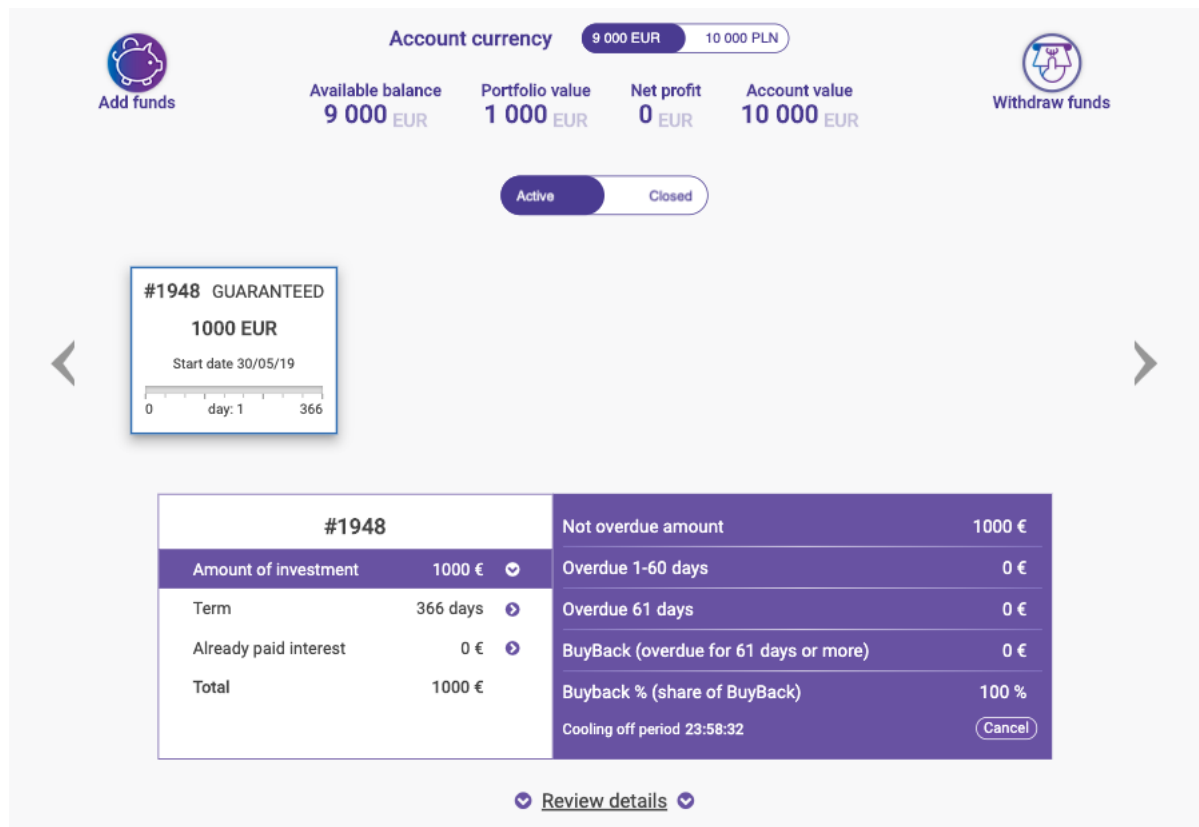 Account currency 9 000 EUR 10 000 PLN
Add funds
Available balance Portfolio value Net profit Account value
9 000 EUR 1 000 EUR 0 EUR 10 000 EUR
Withdraw funds
Active Closed
#1948 GUARANTEED
1000 EUR
Start date 30/05/19
0 day: 1 366
#1948
Amount of investment 1000 €
Term 366 days
Already paid interest 0 €
Total 1000 €
Not overdue amount 1000 €
Overdue 1-60 days 0 €
Overdue 61 days 0 €
BuyBack (overdue for 61 days or more) 0 €
Buyback % (share of BuyBack) 100 %
Cooling off period 23:58:32 Cancel
Review details